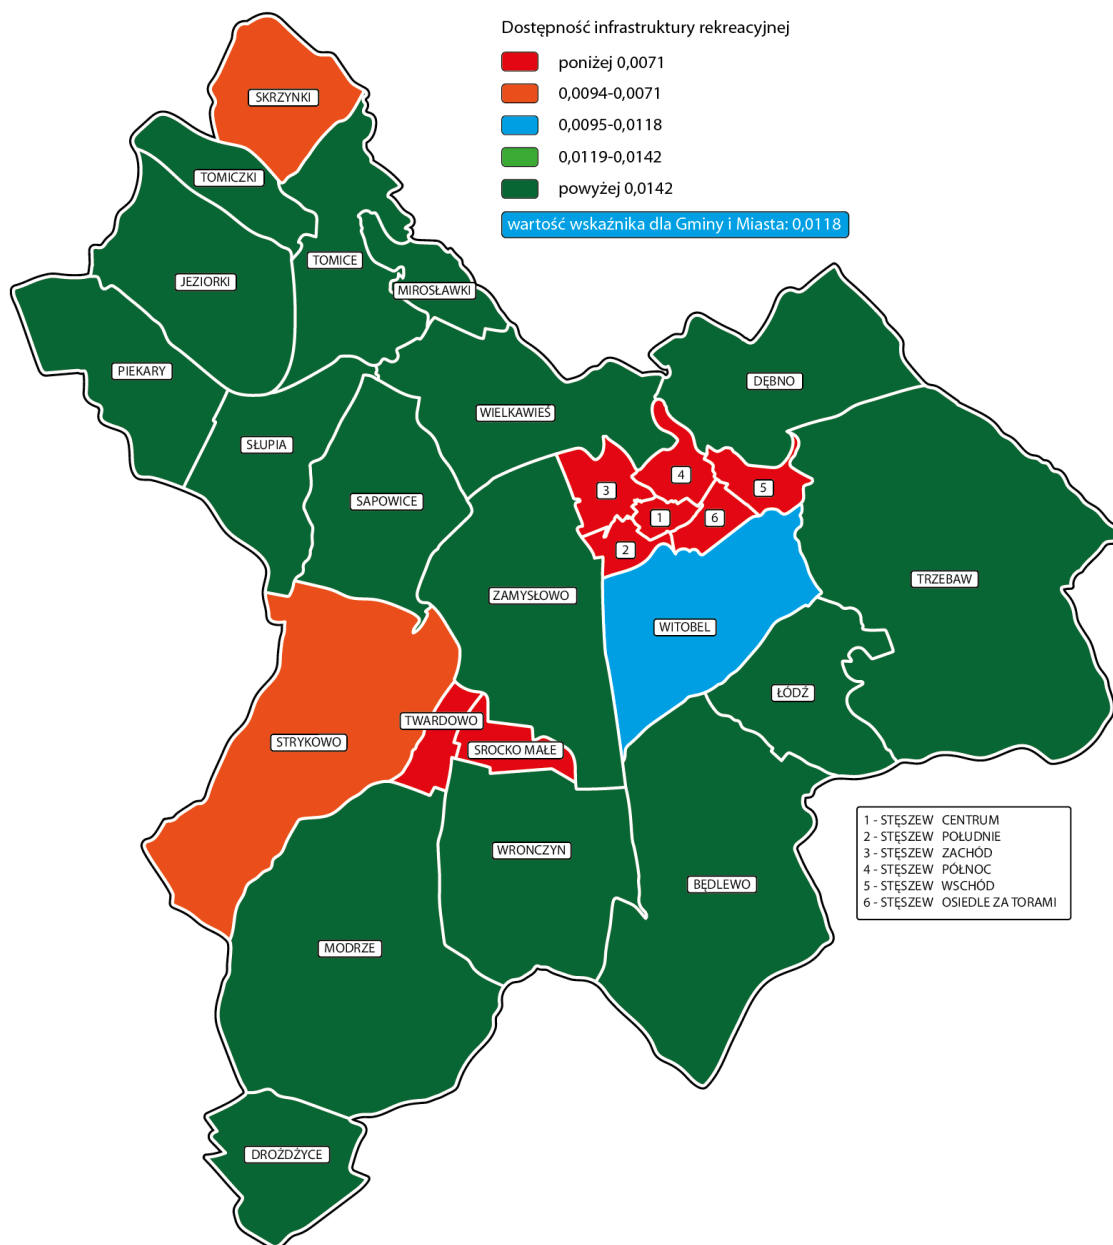 Dostępność infrastruktury rekreacyjnej
poniżej 0,0071
0,0094-0,0071
0,0095-0,0118
0,0119-0,0142
powyżej 0,0142
wartość wskaźnika dla Gminy i Miasta: 0,0118
SKRZYNKI
TOMICZKI
TOMICE
JEZIORKI
MIROSŁAWKI
PIEKARY
DĘBNO
WIELKAWIEŚ
SŁUPIA
4
5
3
SAPOWICE
1
6
2
TRZEBAW
ZAMYSŁOWO
WITOBEL
ŁÓDŹ
TWARDOWO
STRYKOWO
SROCKO MAŁE
WRONCZYN
BĘDLEWO
MODRZE
DROŻDŻYCE
1 - STĘSZEW CENTRUM
2 - STĘSZEW POŁUDNIE
3 - STĘSZEW ZACHÓD
4 - STĘSZEW PÓŁNOC
5 - STĘSZEW WSCHÓD
6 - STĘSZEW OSIEDLE ZA TORAMI